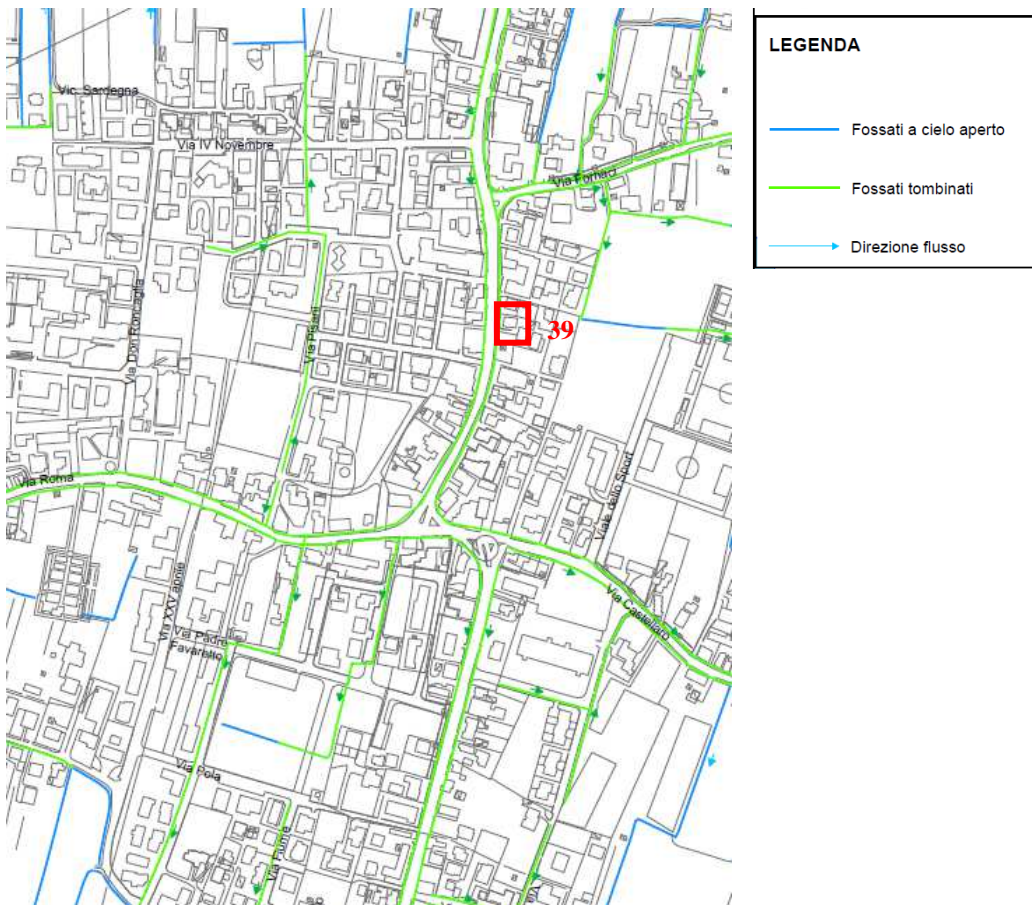 LEGENDA
Fossati a cielo aperto
Fossati tombinati
Direzione flusso
Vic. Sardegna
Via IV Novembre
Via Fornaci
Via Don Roncaglia
Via Pisani
39
Via Roma
Viale dello Sport
Via XXV aprile
Via Castellaro
Via Padre
Favaretto
Via Pola
Via Fiume